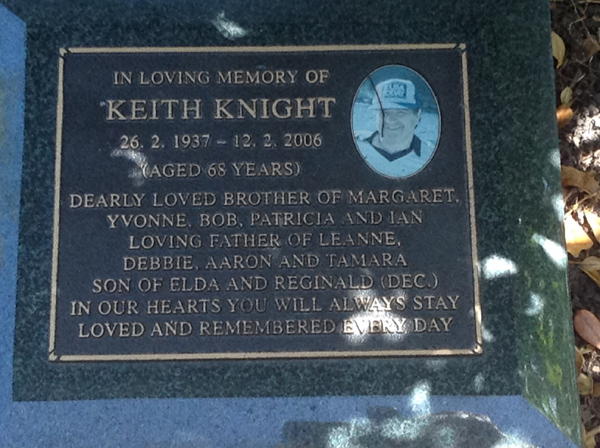 IN LOVING MEMORY OF
KEITH KNIGHT
26. 2. 1937 - 12. 2. 2006
(AGED 68 YEARS)
DEARLY LOVED BROTHER OF MARGARET,
YVONNE, BOB, PATRICIA AND IAN
LOVING FATHER OF LEANNE,
DEBBIE, AARON AND TAMARA
SON OF ELDA AND REGINALD (DEC.)
IN OUR HEARTS YOU WILL ALWAYS STAY
LOVED AND REMEMBERED EVERY DAY